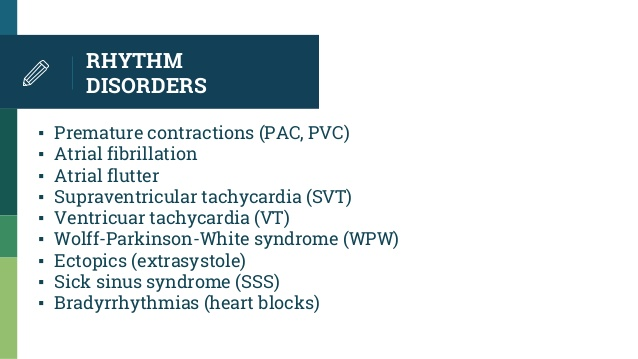 RHYTHM
DISORDERS
▪ Premature contractions (PAC, PVC)
▪ Atrial fibrillation
▪ Atrial flutter
▪ Supraventricular tachycardia (SVT)
▪ Ventricuar tachycardia (VT)
▪ Wolff-Parkinson-White syndrome (WPW)
▪ Ectopics (extrasystole)
▪ Sick sinus syndrome (SSS)
▪ Bradyrrhythmias (heart blocks)